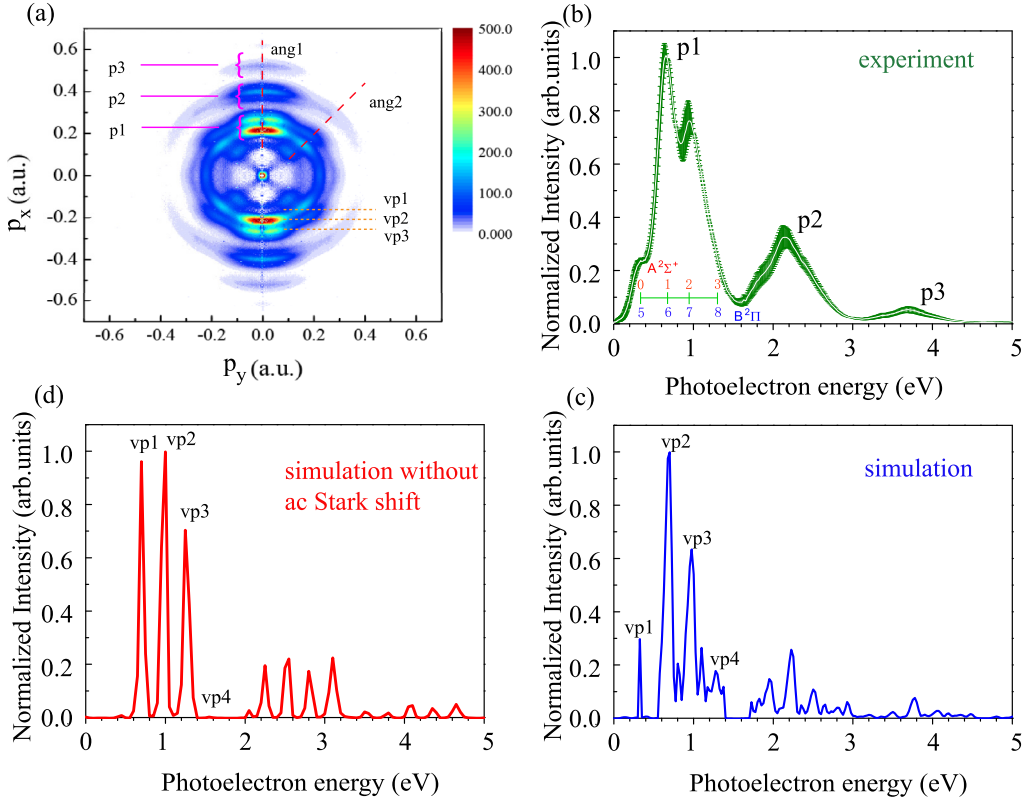 (a)
0.6
0.4
0.2
0.0
-0.2
-0.4
-0.6
p3
p2
p1
ang1
ang2
vp1
vp2
vp3
500.0
400.0
300.0
200.0
100.0
0.000
-0.6 -0.4 -0.2 0.0 0.2 0.4 0.6
px (a.u.)
py (a.u.)
(b)
1.0
0.8
0.6
0.4
0.2
0.0
p1
experiment
p2
p3
A²Σ⁺
0 1 2 3
5 6 7 8 B²Π
0 1 2 3 4 5
Normalized Intensity (arb.units)
Photoelectron energy (eV)
(d)
1.0
0.8
0.6
0.4
0.2
0.0
vp1
vp2
vp3
vp4
simulation without
ac Stark shift
0 1 2 3 4 5
Normalized Intensity (arb.units)
Photoelectron energy (eV)
(c)
1.0
0.8
0.6
0.4
0.2
0.0
vp1
vp2
vp3
vp4
simulation
0 1 2 3 4 5
Normalized Intensity (arb.units)
Photoelectron energy (eV)